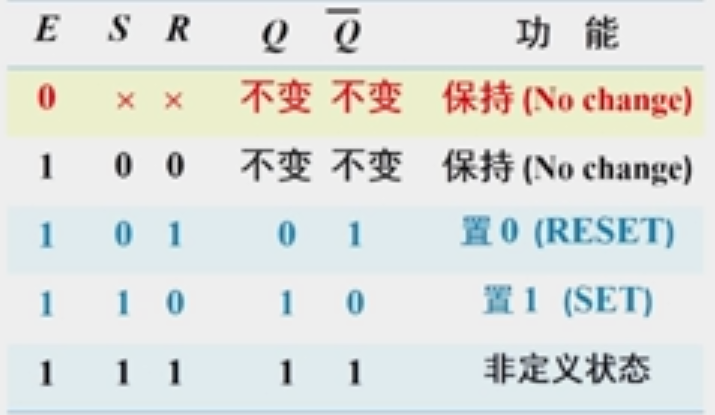 E S R Q Q̅ 功 能
0 × × 不变 不变 保持 (No change)
1 0 0 不变 不变 保持 (No change)
1 0 1 0 1 置 0 (RESET)
1 1 0 1 0 置 1 (SET)
1 1 1 1 1 非定义状态